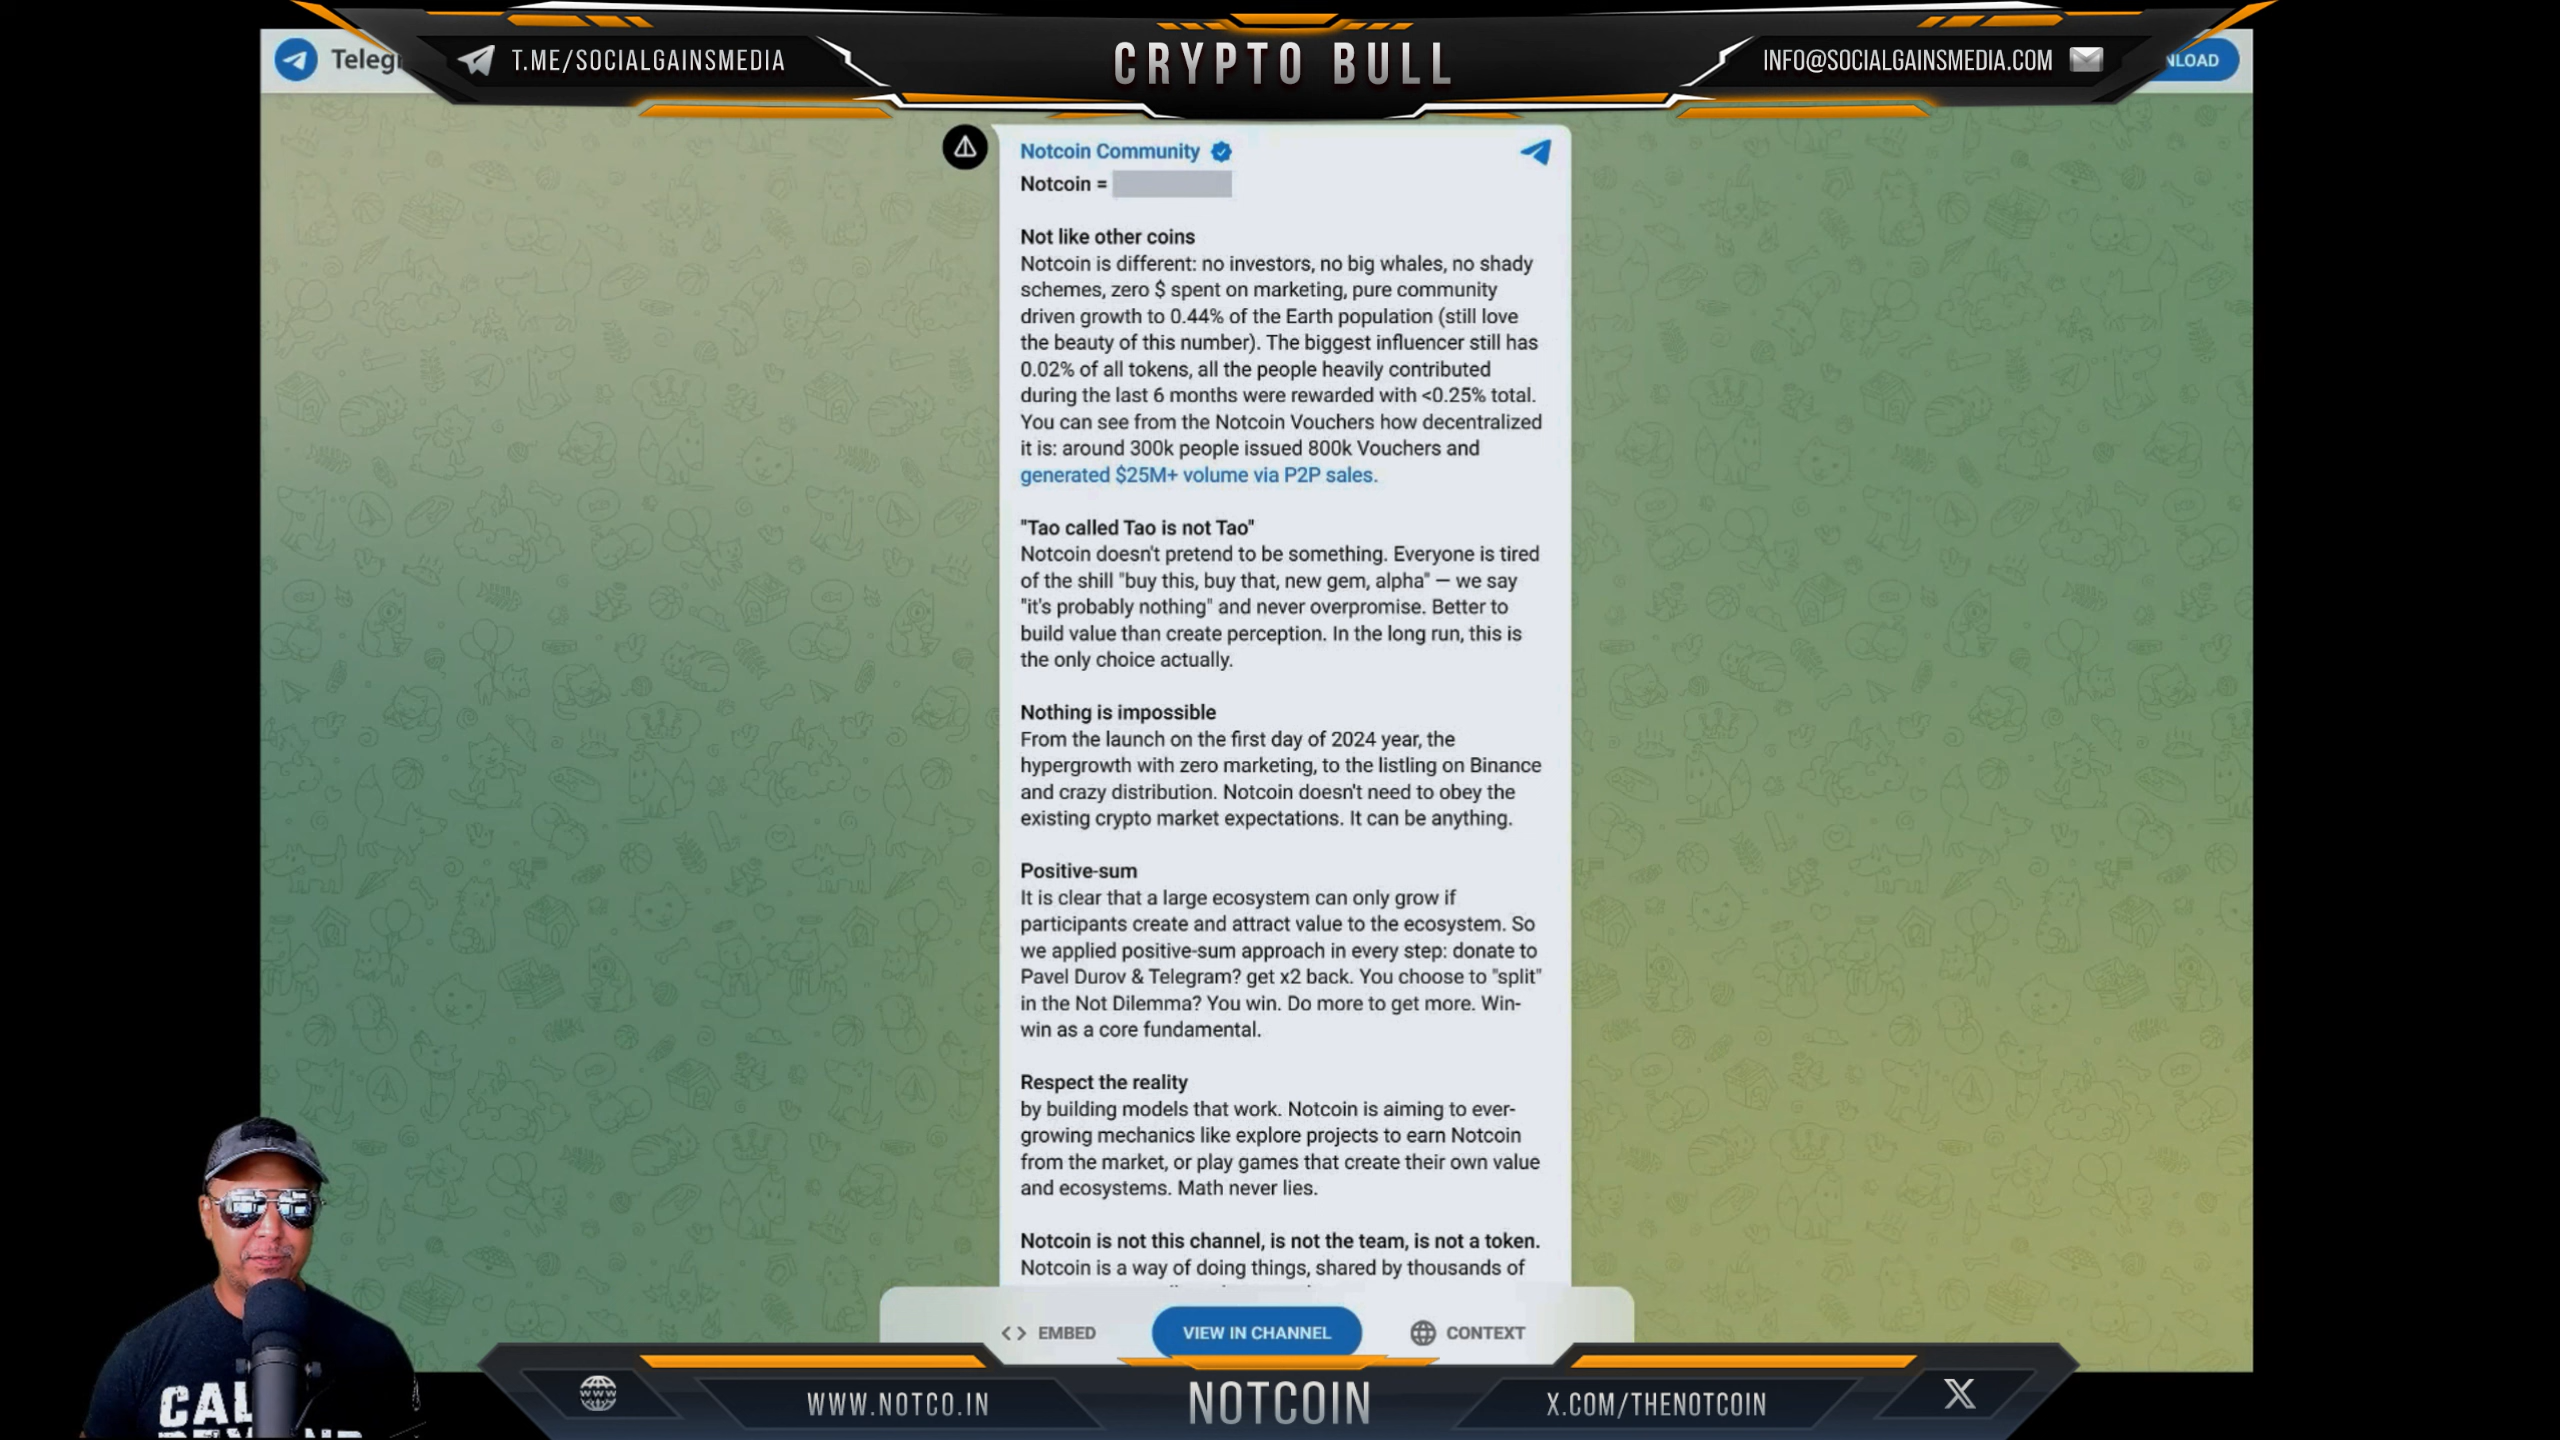 Telegr
T.ME/SOCIALGAINSMEDIA
CRYPTO BULL
INFO@SOCIALGAINSMEDIA.COM
NLOAD
Notcoin Community
Notcoin =
Not like other coins
Notcoin is different: no investors, no big whales, no shady
schemes, zero $ spent on marketing, pure community
driven growth to 0.44% of the Earth population (still love
the beauty of this number). The biggest influencer still has
0.02% of all tokens, all the people heavily contributed
during the last 6 months were rewarded with <0.25% total.
You can see from the Notcoin Vouchers how decentralized
it is: around 300k people issued 800k Vouchers and
generated $25M+ volume via P2P sales.
"Tao called Tao is not Tao"
Notcoin doesn't pretend to be something. Everyone is tired
of the shill "buy this, buy that, new gem, alpha" — we say
"it's probably nothing" and never overpromise. Better to
build value than create perception. In the long run, this is
the only choice actually.
Nothing is impossible
From the launch on the first day of 2024 year, the
hypergrowth with zero marketing, to the listling on Binance
and crazy distribution. Notcoin doesn't need to obey the
existing crypto market expectations. It can be anything.
Positive-sum
It is clear that a large ecosystem can only grow if
participants create and attract value to the ecosystem. So
we applied positive-sum approach in every step: donate to
Pavel Durov & Telegram? get x2 back. You choose to "split"
in the Not Dilemma? You win. Do more to get more. Win-
win as a core fundamental.
Respect the reality
by building models that work. Notcoin is aiming to ever-
growing mechanics like explore projects to earn Notcoin
from the market, or play games that create their own value
and ecosystems. Math never lies.
Notcoin is not this channel, is not the team, is not a token.
Notcoin is a way of doing things, shared by thousands of
EMBED
VIEW IN CHANNEL
CONTEXT
CAL
WWW
WWW.NOTCO.IN
NOTCOIN
X.COM/THENOTCOIN